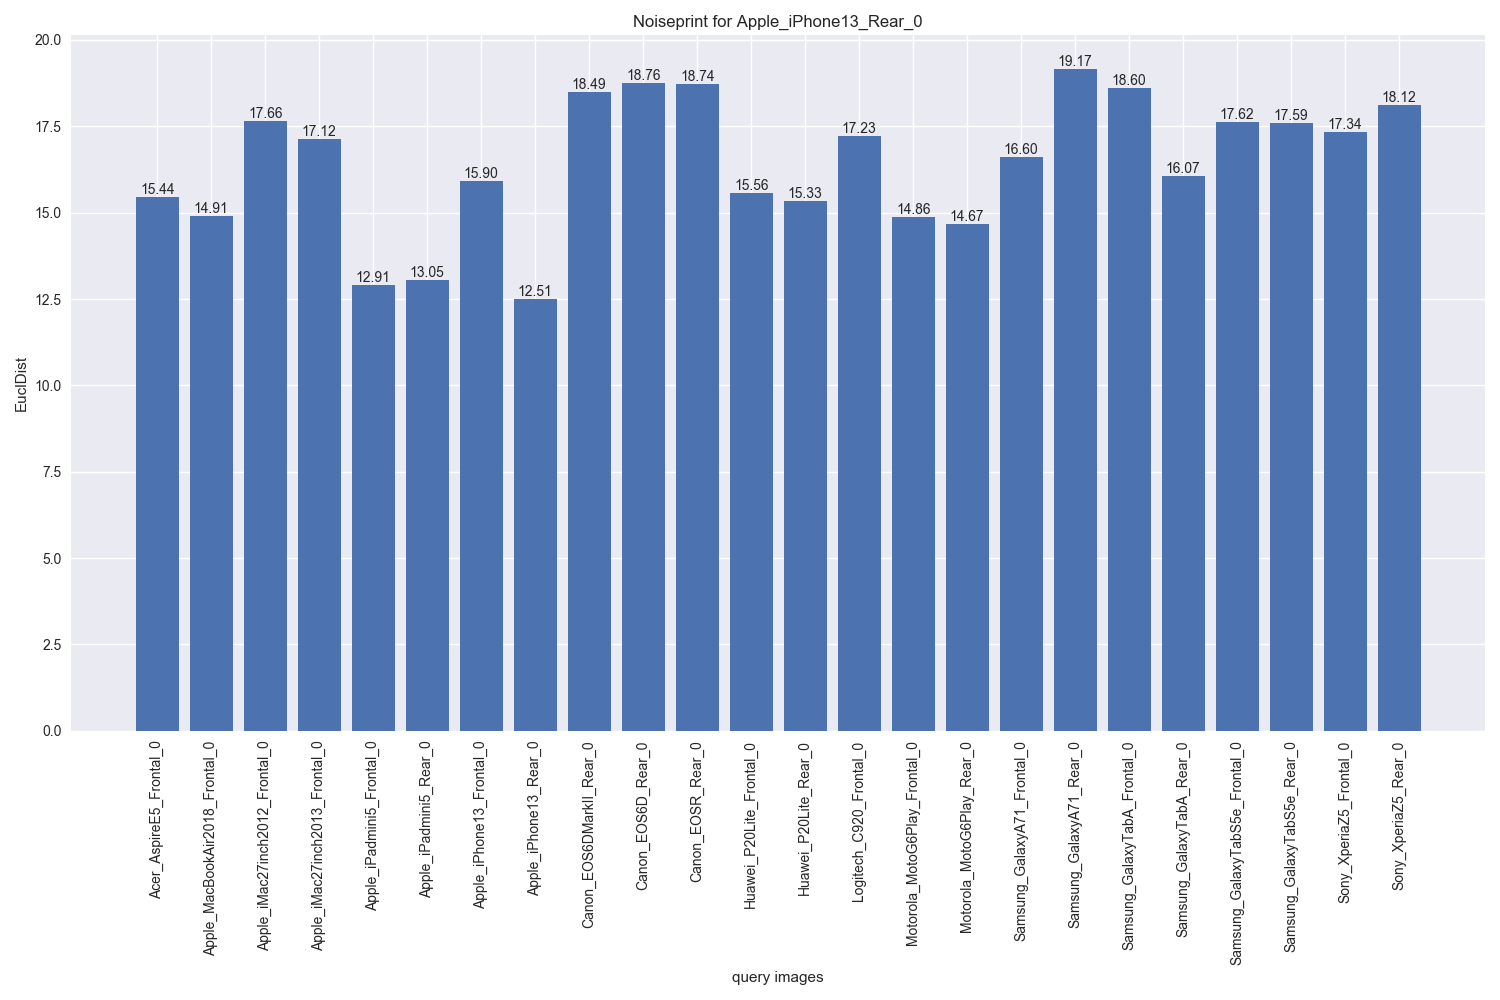 Noiseprint for Apple_iPhone13_Rear_0
EuclDist
20.0
17.5
15.0
12.5
10.0
7.5
5.0
2.5
0.0
15.44
14.91
17.66
17.12
12.91
13.05
15.90
12.51
18.49
18.76
18.74
15.56
15.33
17.23
14.86
14.67
16.60
19.17
18.60
16.07
17.62
17.59
17.34
18.12
Acer_AspireE5_Frontal_0
Apple_MacBookAir2018_Frontal_0
Apple_iMac27inch2012_Frontal_0
Apple_iMac27inch2013_Frontal_0
Apple_iPadmini5_Frontal_0
Apple_iPadmini5_Rear_0
Apple_iPhone13_Frontal_0
Apple_iPhone13_Rear_0
Canon_EOS6DMarkII_Rear_0
Canon_EOS6D_Rear_0
Canon_EOSR_Rear_0
Huawei_P20Lite_Frontal_0
Huawei_P20Lite_Rear_0
Logitech_C920_Frontal_0
Motorola_MotoG6Play_Frontal_0
Motorola_MotoG6Play_Rear_0
Samsung_GalaxyA71_Frontal_0
Samsung_GalaxyA71_Rear_0
Samsung_GalaxyTabA_Frontal_0
Samsung_GalaxyTabA_Rear_0
Samsung_GalaxyTabS5e_Frontal_0
Samsung_GalaxyTabS5e_Rear_0
Sony_XperiaZ5_Frontal_0
Sony_XperiaZ5_Rear_0
query images